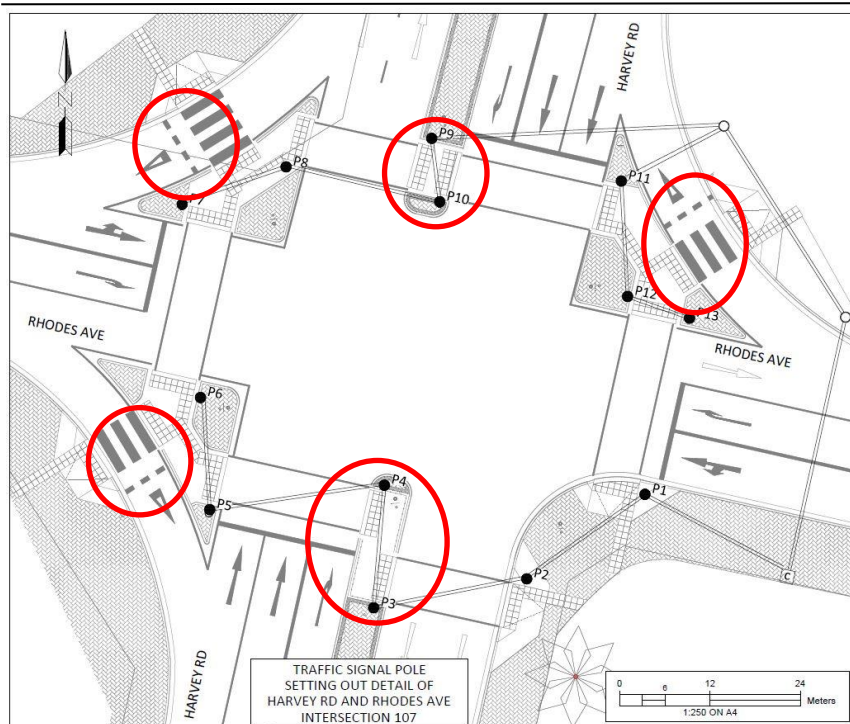 HARVEY RD
N
P9
P8
P10
P11
P7
P12
P13
RHODES AVE
RHODES AVE
P6
P4
P1
P5
P2
C
P3
HARVEY RD
TRAFFIC SIGNAL POLE
SETTING OUT DETAIL OF
HARVEY RD AND RHODES AVE
INTERSECTION 107
0 6 12 24
Meters
1:250 ON A4